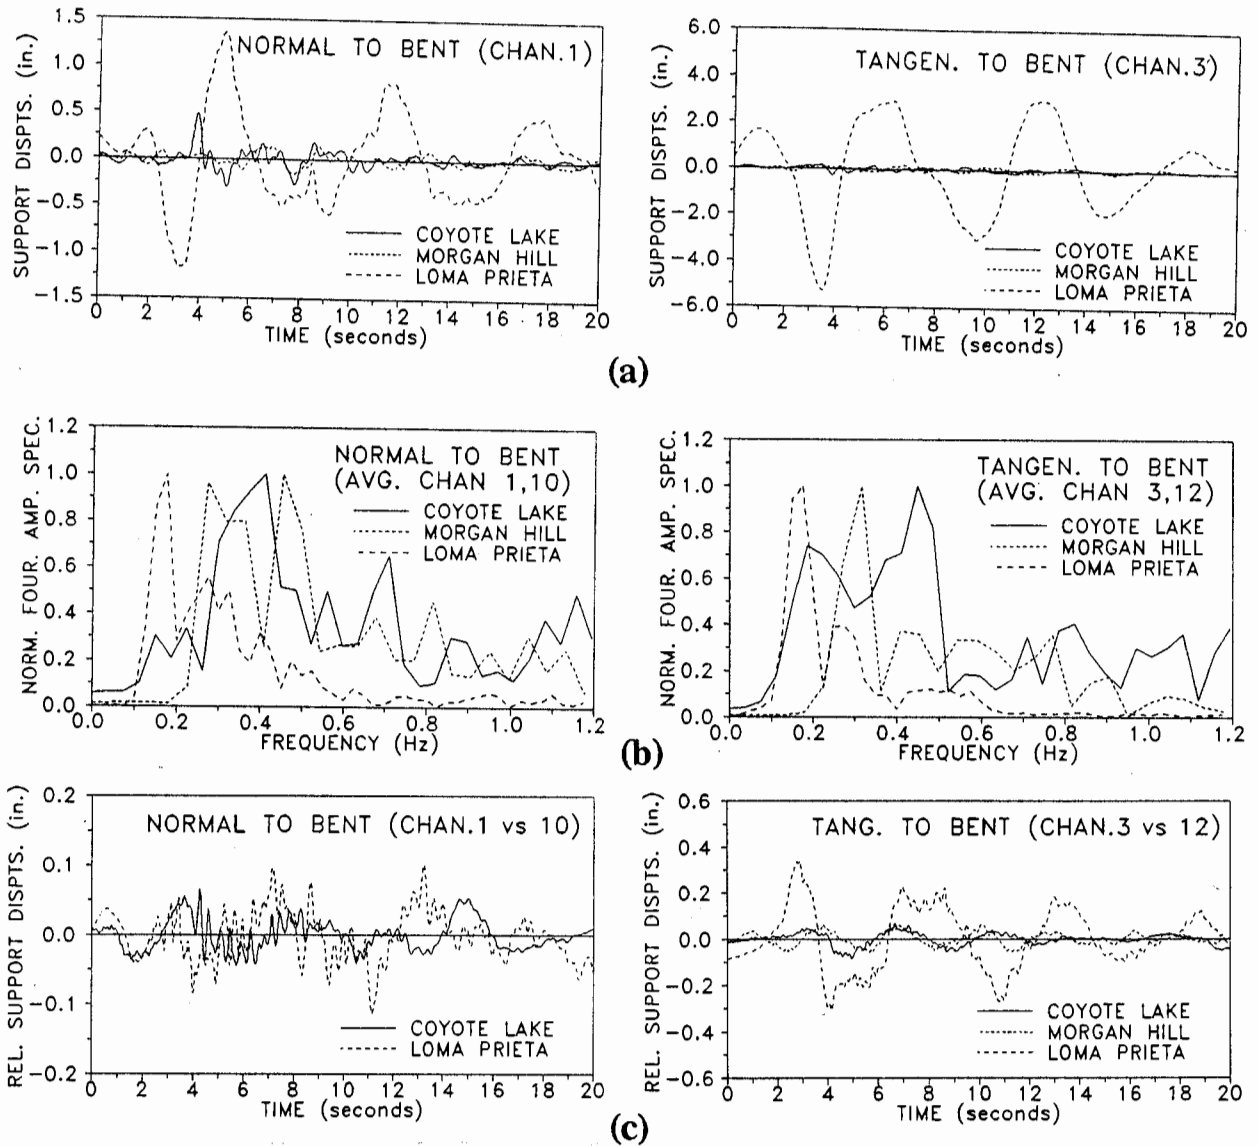 1.5
1.0
0.5
0.0
−0.5
−1.0
−1.5
SUPPORT DISPTS. (in.)
NORMAL TO BENT (CHAN.1)
COYOTE LAKE
MORGAN HILL
LOMA PRIETA
0 2 4 6 8 10 12 14 16 18 20
TIME (seconds)
6.0
4.0
2.0
0.0
−2.0
−4.0
−6.0
SUPPORT DISPTS. (in.)
TANGEN. TO BENT (CHAN.3)
COYOTE LAKE
MORGAN HILL
LOMA PRIETA
0 2 4 6 8 10 12 14 16 18 20
TIME (seconds)
(a)
1.2
1.0
0.8
0.6
0.4
0.2
0.0
NORM. FOUR. AMP. SPEC.
NORMAL TO BENT
(AVG. CHAN 1,10)
COYOTE LAKE
MORGAN HILL
LOMA PRIETA
0.0 0.2 0.4 0.6 0.8 1.0 1.2
FREQUENCY (Hz)
1.2
1.0
0.8
0.6
0.4
0.2
0.0
NORM. FOUR. AMP. SPEC.
TANGEN. TO BENT
(AVG. CHAN 3,12)
COYOTE LAKE
MORGAN HILL
LOMA PRIETA
0.0 0.2 0.4 0.6 0.8 1.0 1.2
FREQUENCY (Hz)
(b)
0.2
0.1
0.0
−0.1
−0.2
REL. SUPPORT DISPTS. (in.)
NORMAL TO BENT (CHAN.1 vs 10)
COYOTE LAKE
LOMA PRIETA
0 2 4 6 8 10 12 14 16 18 20
TIME (seconds)
0.6
0.4
0.2
0.0
−0.2
−0.4
−0.6
REL. SUPPORT DISPTS. (in.)
TANG. TO BENT (CHAN.3 vs 12)
COYOTE LAKE
MORGAN HILL
LOMA PRIETA
0 2 4 6 8 10 12 14 16 18 20
TIME (seconds)
(c)